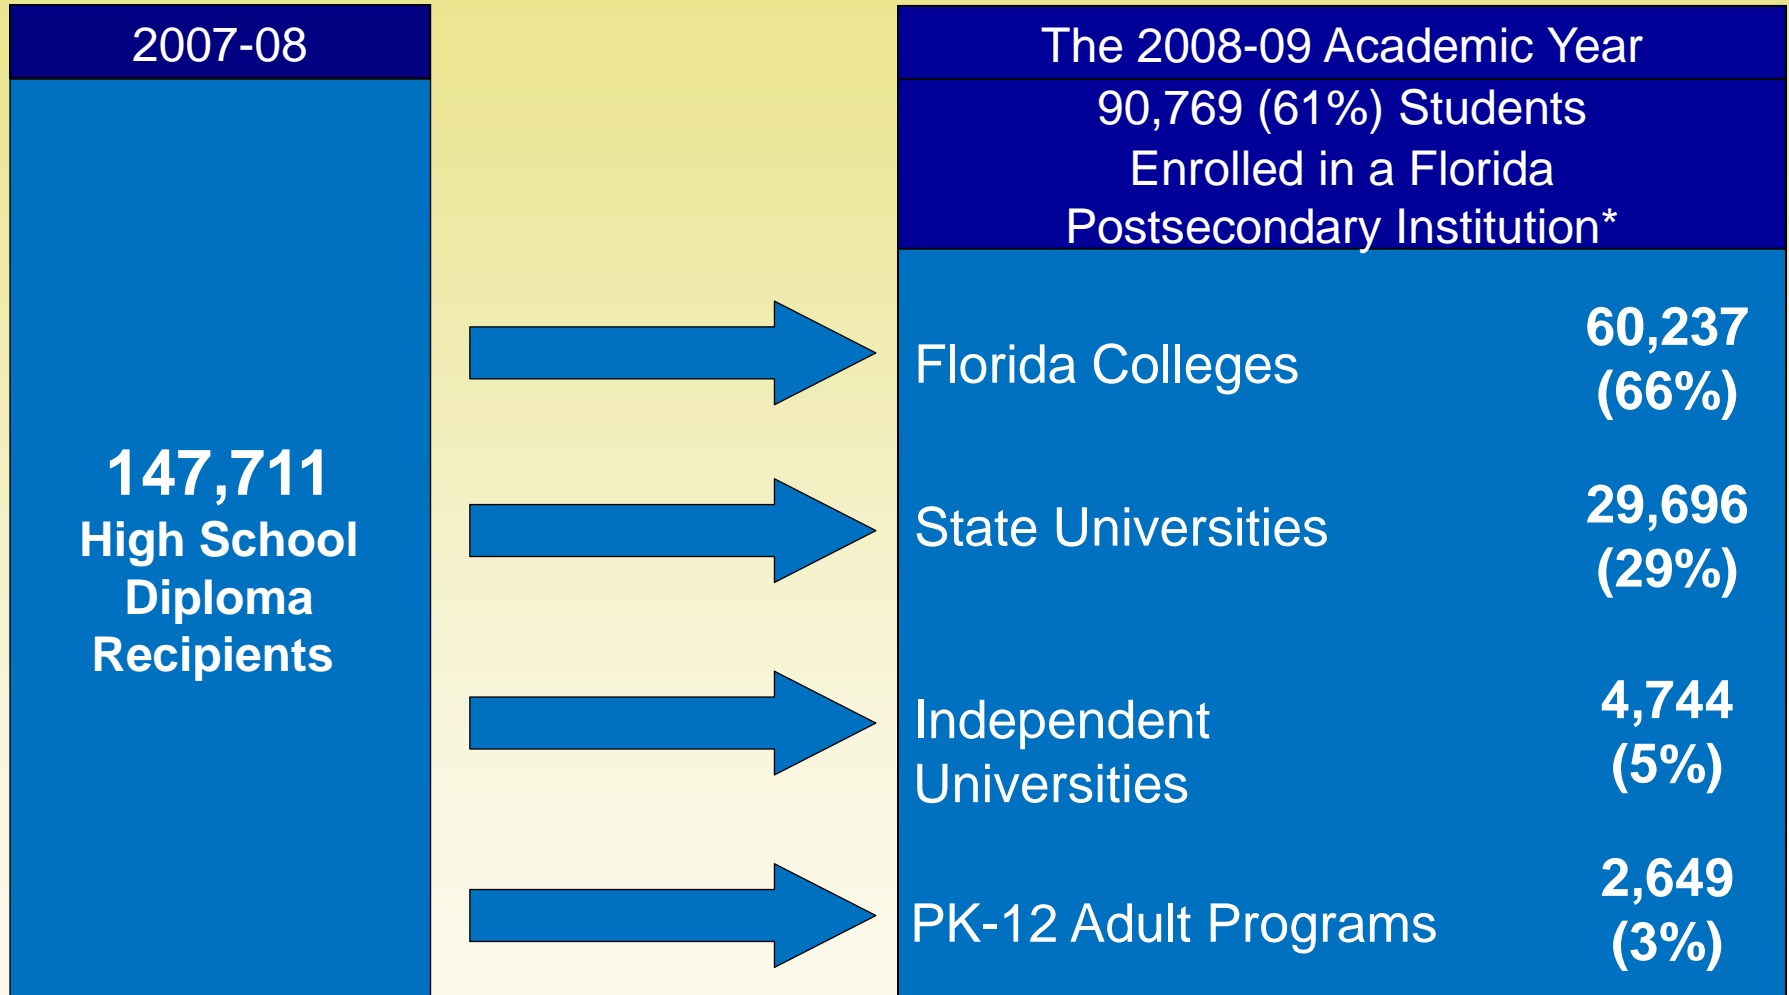 2007-08
147,711
High School
Diploma
Recipients
The 2008-09 Academic Year
90,769 (61%) Students
Enrolled in a Florida
Postsecondary Institution*
Florida Colleges
60,237
(66%)
State Universities
29,696
(29%)
Independent
Universities
4,744
(5%)
PK-12 Adult Programs
2,649
(3%)